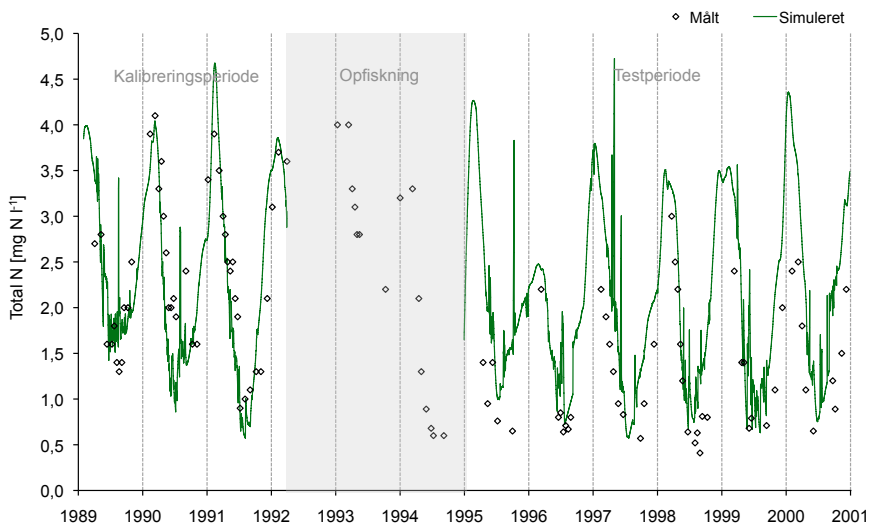 Målt Simuleret
5,0
4,5
4,0
3,5
3,0
2,5
2,0
1,5
1,0
0,5
0,0
Total N [mg N l-1]
Kalibreringsperiode Opfiskning Testperiode
1989 1990 1991 1992 1993 1994 1995 1996 1997 1998 1999 2000 2001